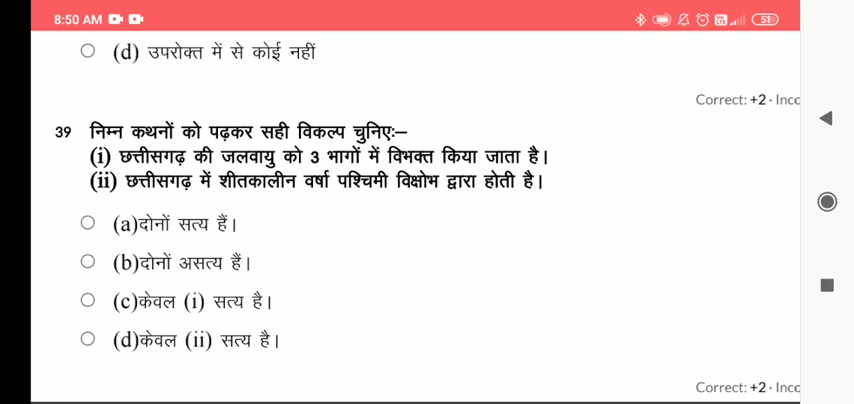 8:50 AM
51
(d) उपरोक्त में से कोई नहीं
Correct: +2 · Inco
39 निम्न कथनों को पढ़कर सही विकल्प चुनिएः–
(i) छत्तीसगढ़ की जलवायु को 3 भागों में विभक्त किया जाता है।
(ii) छत्तीसगढ़ में शीतकालीन वर्षा पश्चिमी विक्षोभ द्वारा होती है।
(a)दोनों सत्य हैं।
(b)दोनों असत्य हैं।
(c)केवल (i) सत्य है।
(d)केवल (ii) सत्य है।
Correct: +2 · Inco